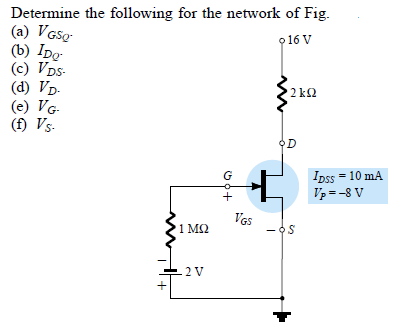 Determine the following for the network of Fig.
(a) V_GSQ.
(b) I_DQ.
(c) V_DS.
(d) V_D.
(e) V_G.
(f) V_S.
16 V
2 kΩ
D
G
I_DSS = 10 mA
V_P = –8 V
+
V_GS
– S
1 MΩ
–
2 V
+